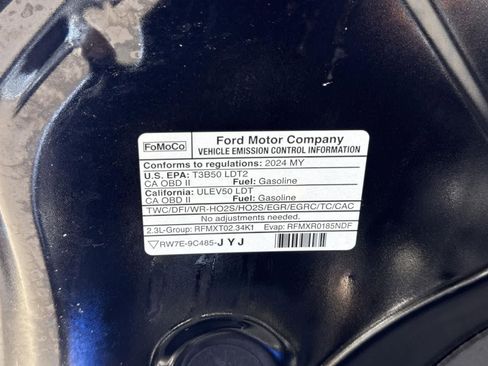 FoMoCo
Ford Motor Company
VEHICLE EMISSION CONTROL INFORMATION
Conforms to regulations: 2024 MY
U.S. EPA: T3B50 LDT2
CA OBD II Fuel: Gasoline
California: ULEV50 LDT
CA OBD II Fuel: Gasoline
TWC/DFI/WR-HO2S/HO2S/EGR/EGRC/TC/CAC
No adjustments needed.
2.3L-Group: RFMXT02.34K1 Evap: RFMXR0185NDF
RW7E-9C485-JYJ